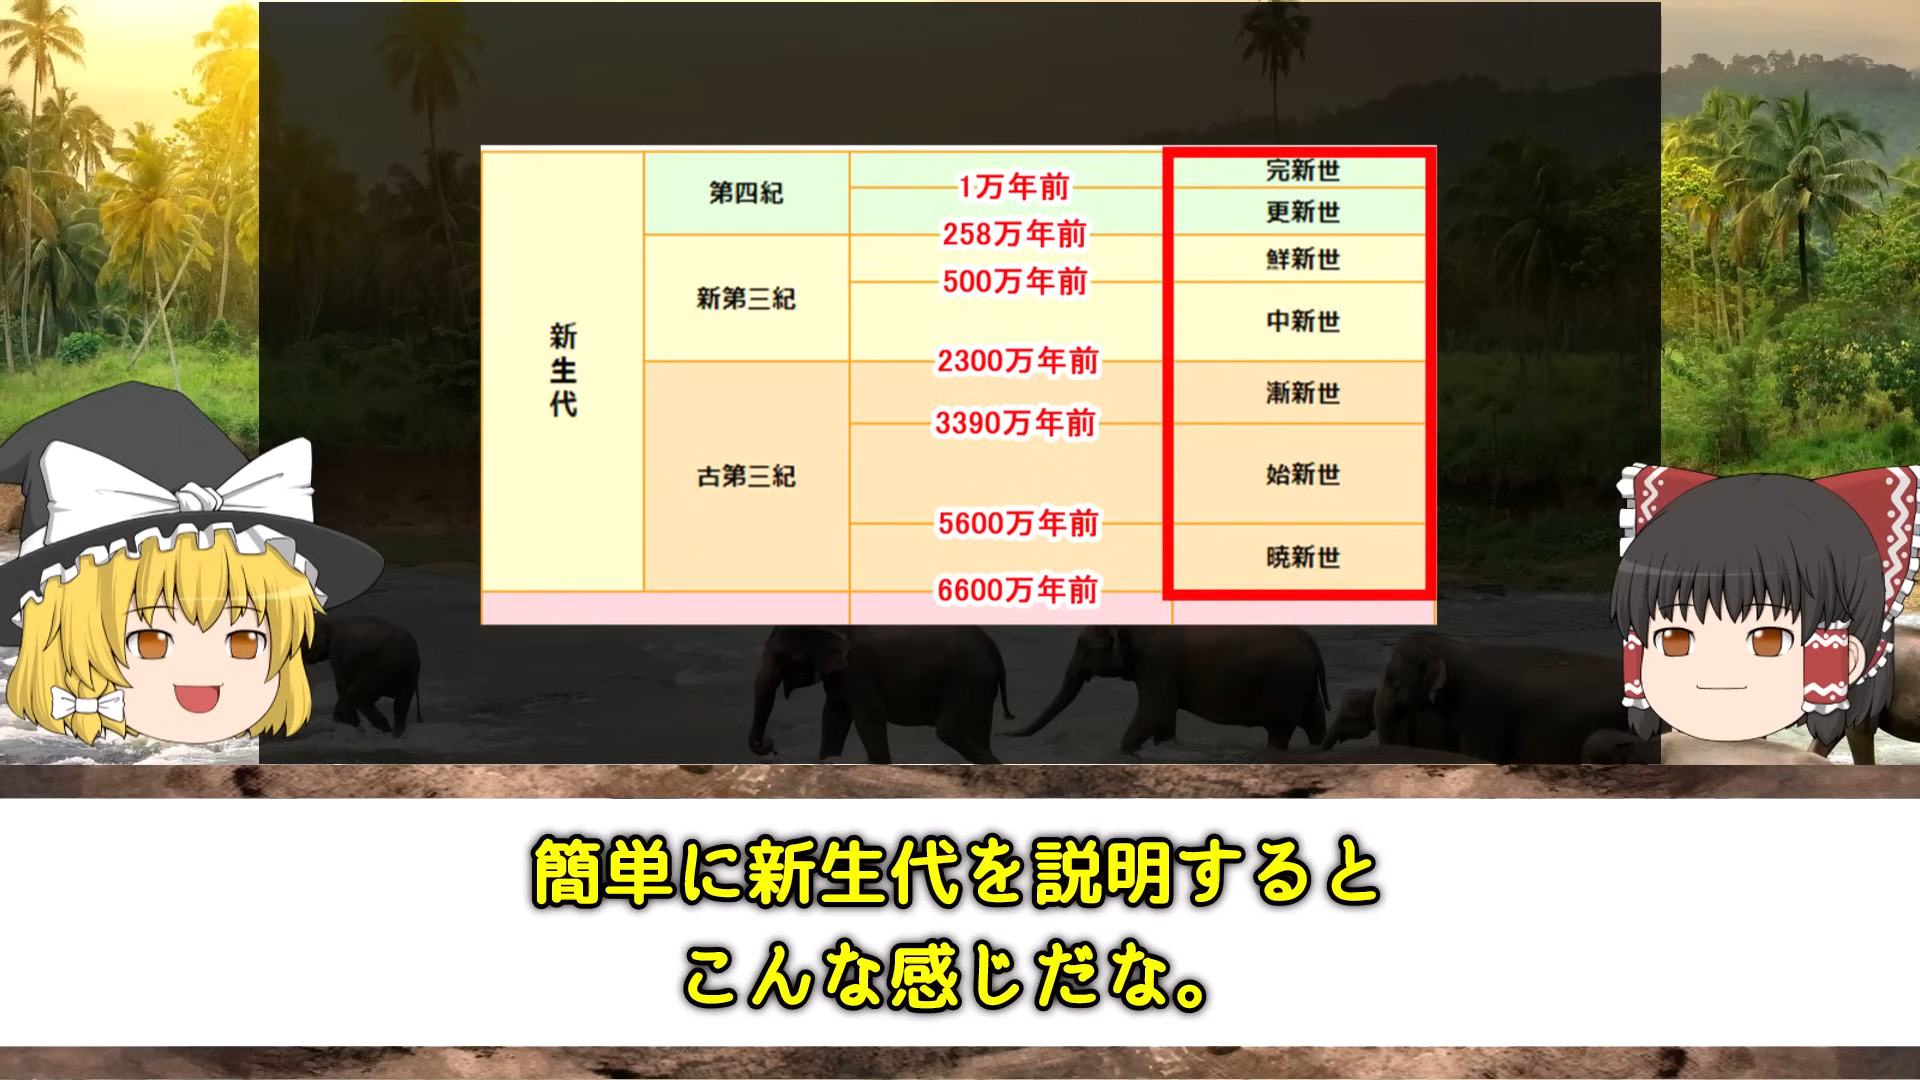 新生代
第四紀
1万年前
完新世
更新世
258万年前
新第三紀
鮮新世
500万年前
中新世
2300万年前
古第三紀
漸新世
3390万年前
始新世
5600万年前
暁新世
6600万年前
簡単に新生代を説明すると
こんな感じだな。